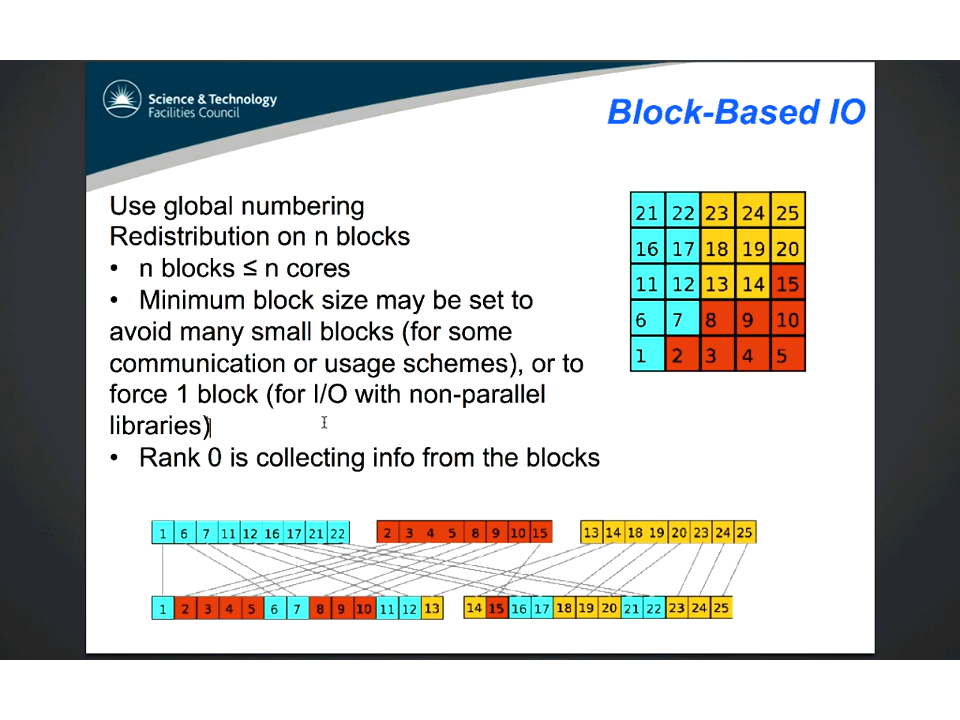 Science & Technology
Facilities Council
Block-Based IO
Use global numbering
Redistribution on n blocks
• n blocks ≤ n cores
• Minimum block size may be set to
avoid many small blocks (for some
communication or usage schemes), or to
force 1 block (for I/O with non-parallel
libraries)
• Rank 0 is collecting info from the blocks
21 22 23 24 25
16 17 18 19 20
11 12 13 14 15
6 7 8 9 10
1 2 3 4 5
1 6 7 11 12 16 17 21 22
2 3 4 5 8 9 10 15
13 14 18 19 20 23 24 25
1 2 3 4 5 6 7 8 9 10 11 12 13
14 15 16 17 18 19 20 21 22 23 24 25